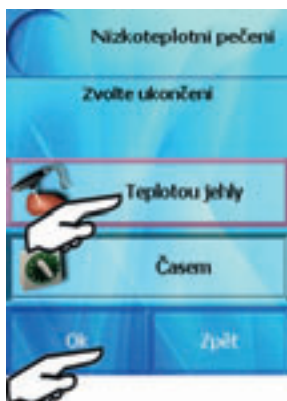 Nízkoteplotní pečení
Zvolte ukončení
Teplotou jehly
Časem
Ok
Zpět